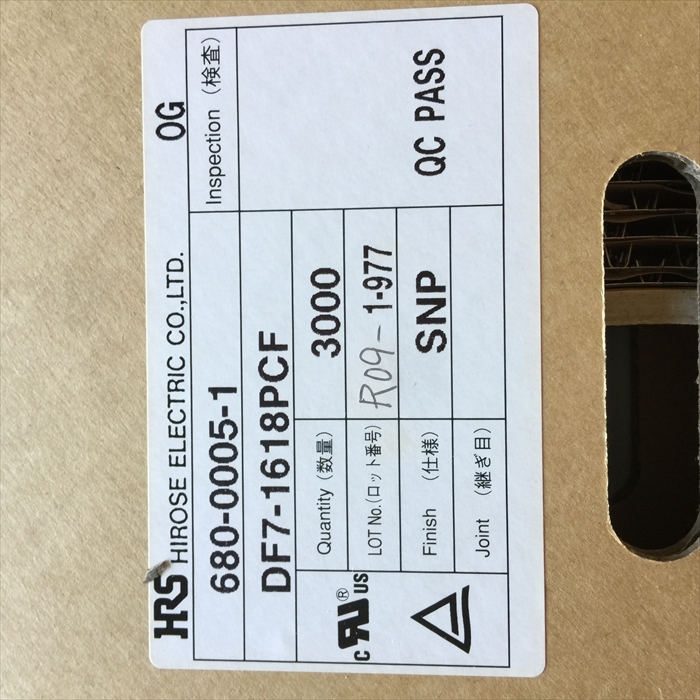 HRS HIROSE ELECTRIC CO.,LTD. OG
680-0005-1
Inspection (検査)
DF7-1618PCF
Quantity (数量) 3000
LOT No.(ロット番号) R09-1-977
Finish (仕様) SNP
QC PASS
Joint (継ぎ目)
c RU ® US